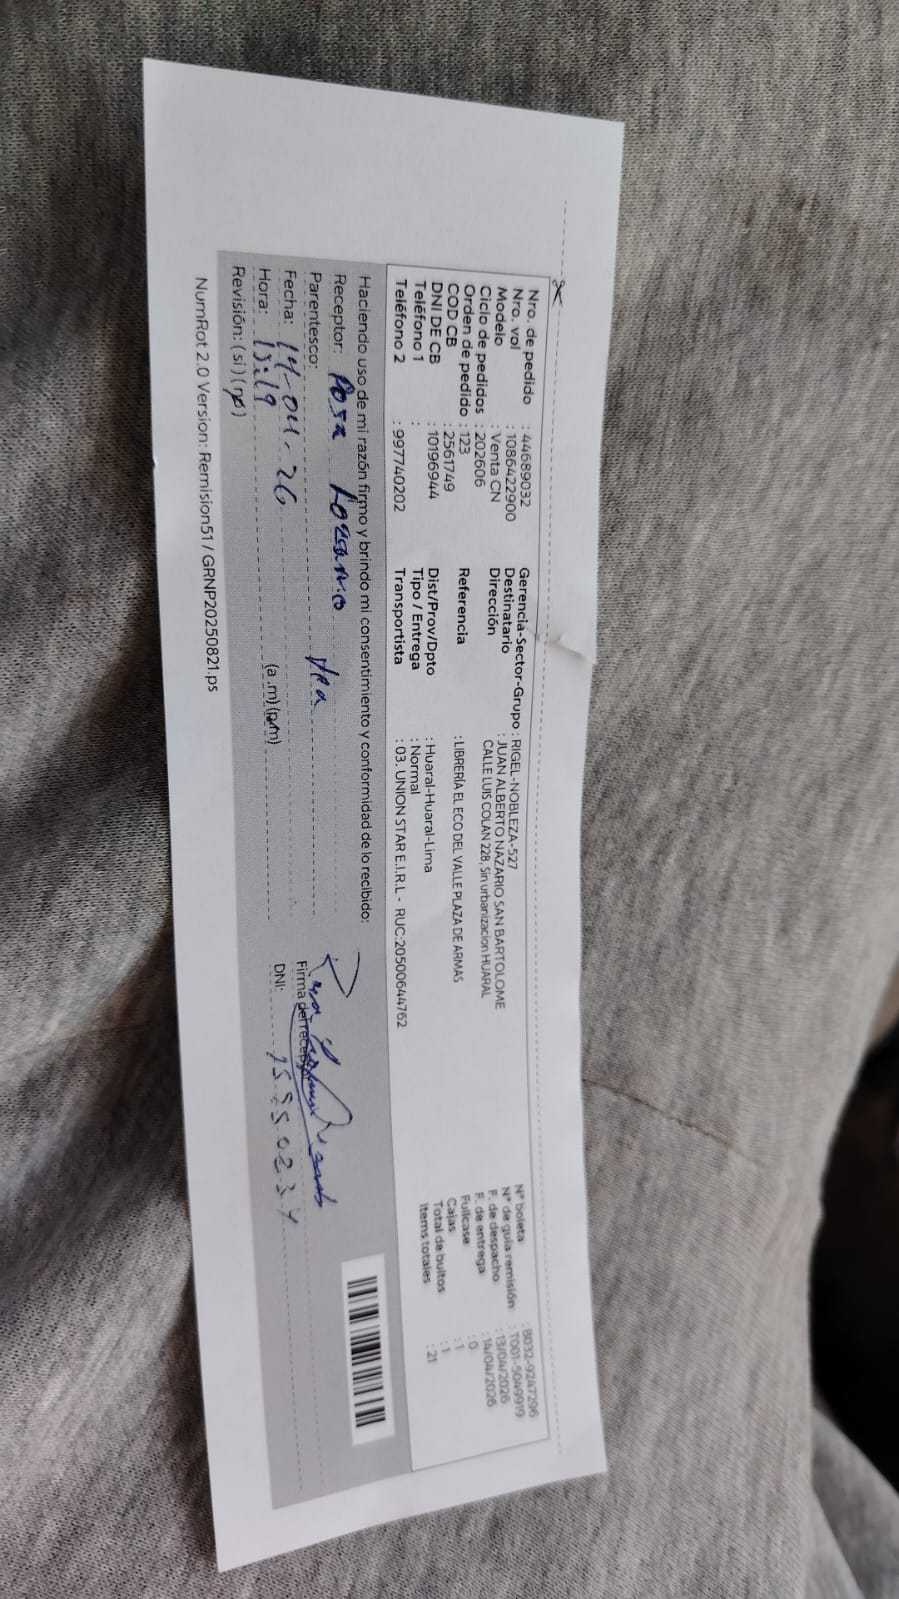 Nro. de pedido : 44689032
Nro. vol : 1086422900
Modelo : Venta CN
Ciclo de pedidos : 202606
Orden de pedido : 123
COD CB : 2561749
DNI DE CB : 10196944
Teléfono 1 :
Teléfono 2 : 997740202
Gerencia-Sector-Grupo : RIGEL-NOBLEZA-527
Destinatario : JUAN ALBERTO NAZARIO SAN BARTOLOME
Dirección CALLE LUIS COLAN 228, Sin urbanizacion HUARAL
Referencia : LIBRERÍA EL ECO DEL VALLE PLAZA DE ARMAS
Dist/Prov/Dpto : Huaral-Huaral-Lima
Tipo / Entrega : Normal
Transportista : 03. UNION STAR E.I.R.L - RUC:20500644762
N° boleta : B032-9247296
N° de guía remisión : T001-5049919
F. de despacho : 13/04/2026
F. de entrega : 14/04/2026
Fullcase : 0
Cajas : 1
Total de bultos : 1
Items totales : 21
Haciendo uso de mi razón firmo y brindo mi consentimiento y conformidad de lo recibido:
Receptor: Rosa Lozano
Parentesco:
Fecha: 14-04-26
Hora: 15:19 (a.m)(p.m)
Revisión: (si)(no)
Firma del receptor
DNI:
NumRot 2.0 Version: Remision51 / GRNP20250821.ps